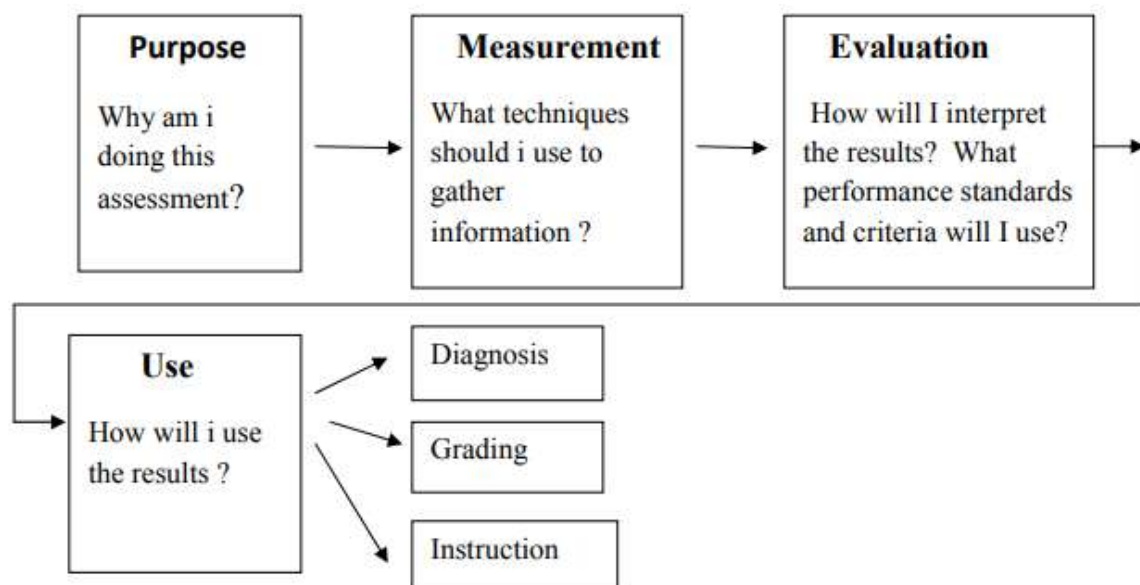 Purpose
Why am i
doing this
assessment?
Measurement
What techniques
should i use to
gather
information ?
Evaluation
How will I interpret
the results? What
performance standards
and criteria will I use?
Use
How will i use
the results ?
Diagnosis
Grading
Instruction